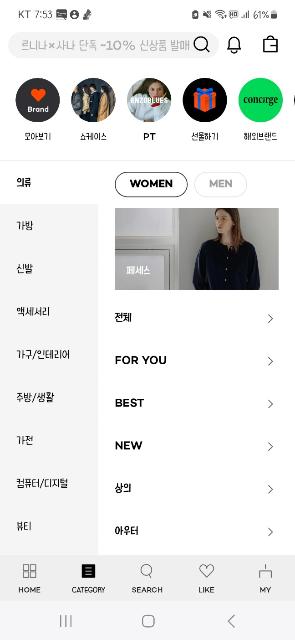 KT 7:53 61%
르니나×사나 단독 ~10% 신상품 발매
Brand
ENZOBLUES
concerge
모아보기 쇼케이스 PT 선물하기 해외브랜드
의류
WOMEN MEN
가방
신발
페세스
액세서리
전체
가구/인테리어
FOR YOU
주방/생활
BEST
가전
NEW
컴퓨터/디지털
상의
뷰티
아우터
HOME CATEGORY SEARCH LIKE MY